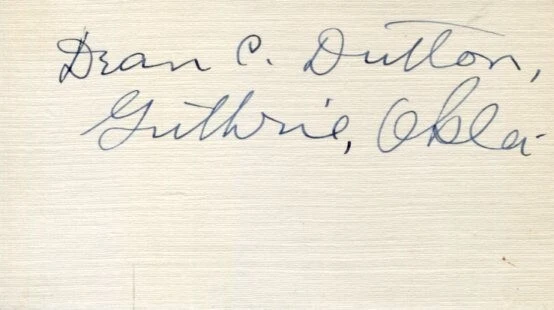 Dean C. Dutton,
Guthrie, Okla